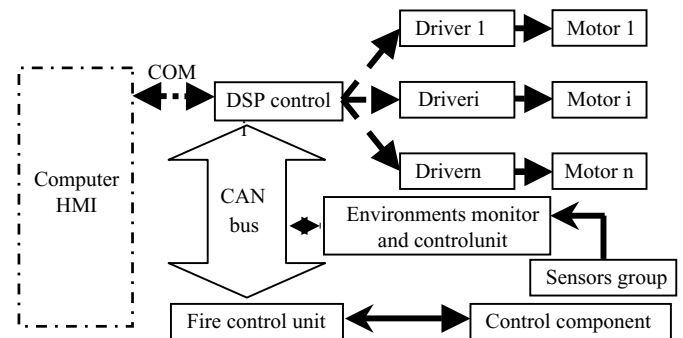 Driver 1
Motor 1
COM
DSP control
Driveri
Motor i
Computer
HMI
Drivern
Motor n
CAN
bus
Environments monitor
and controlunit
Sensors group
Fire control unit
Control component